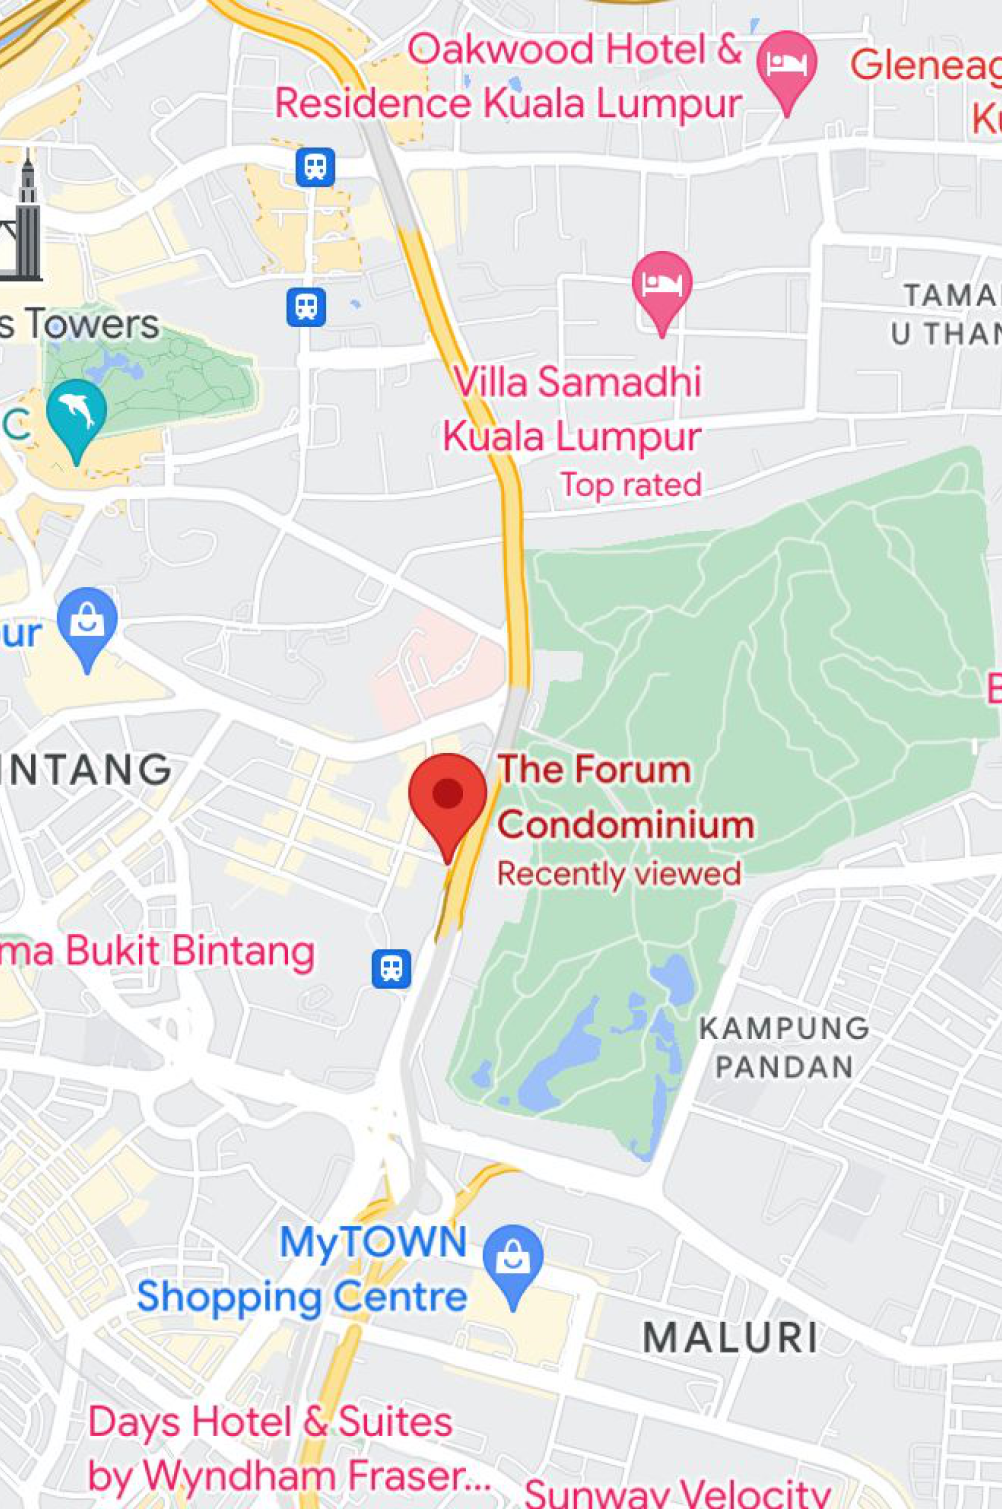 Oakwood Hotel &
Residence Kuala Lumpur
Gleneag
Ku
s Towers
TAMA
U THAN
C
Villa Samadhi
Kuala Lumpur
Top rated
ur
B
INTANG
The Forum
Condominium
Recently viewed
ma Bukit Bintang
KAMPUNG
PANDAN
MyTOWN
Shopping Centre
MALURI
Days Hotel & Suites
by Wyndham Fraser...
Sunway Velocity